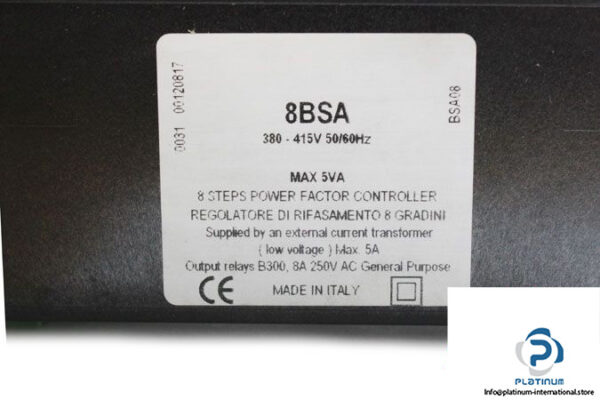 0031 00120817
BSA08
8BSA
380 - 415V 50/60Hz
MAX 5VA
8 STEPS POWER FACTOR CONTROLLER
REGOLATORE DI RIFASAMENTO 8 GRADINI
Supplied by an external current transformer
( low voltage ) Max. 5A
Output relays B300, 8A 250V AC General Purpose
CE MADE IN ITALY
PLATINUM
Info@platinum-international.store